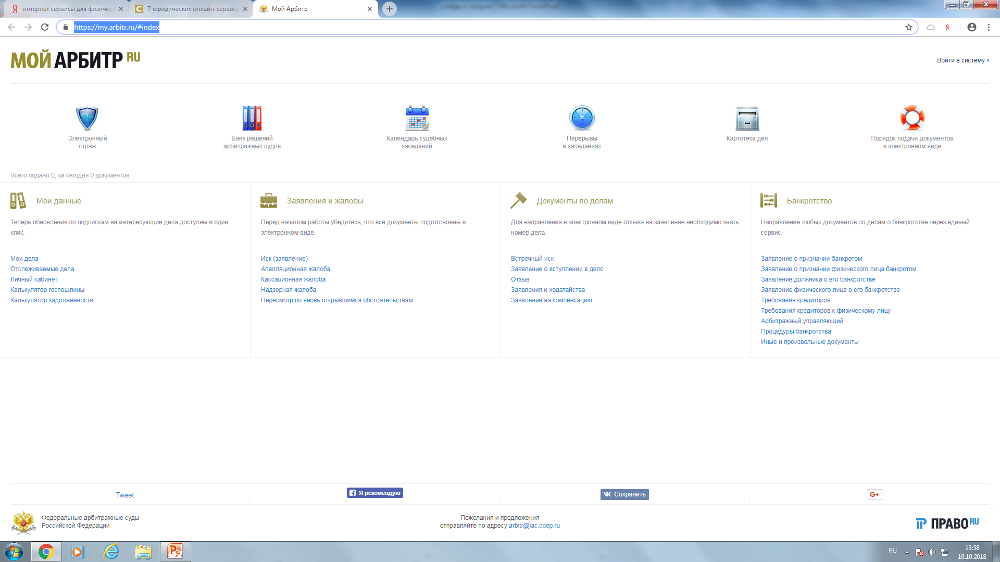 интернет сервисы для физичес
7 юридических онлайн-сервисо
Мой Арбитр
https://my.arbitr.ru/#index
МОЙ АРБИТР RU
Войти в систему
Электронный
страж
Банк решений
арбитражных судов
Календарь судебных
заседаний
Перерывы
в заседаниях
Картотека дел
Порядок подачи документов
в электронном виде
Всего подано 0, за сегодня 0 документов
Мои данные
Теперь обновления по подпискам на интересующие дела доступны в один
клик.
Мои дела
Отслеживаемые дела
Личный кабинет
Калькулятор госпошлины
Калькулятор задолженности
Заявления и жалобы
Перед началом работы убедитесь, что все документы подготовлены в
электронном виде.
Иск (заявление)
Апелляционная жалоба
Кассационная жалоба
Надзорная жалоба
Пересмотр по вновь открывшимся обстоятельствам
Документы по делам
Для направления в электронном виде отзыва на заявление необходимо знать
номер дела.
Встречный иск
Заявление о вступлении в дело
Отзыв
Заявления и ходатайства
Заявление на компенсацию
Банкротство
Направление любых документов по делам о банкротстве через единый
сервис.
Заявление о признании банкротом
Заявление о признании физического лица банкротом
Заявление должника о его банкротстве
Заявление физического лица о его банкротстве
Требования кредиторов
Требования кредиторов к физическому лицу
Арбитражный управляющий
Процедуры банкротства
Иные и произвольные документы
Tweet
Я рекомендую
Сохранить
G+
Федеральные арбитражные суды
Российской Федерации
Пожелания и предложения
отправляйте по адресу arbitr@iac.cdep.ru
ПРАВО RU
RU
13:58
10.10.2018